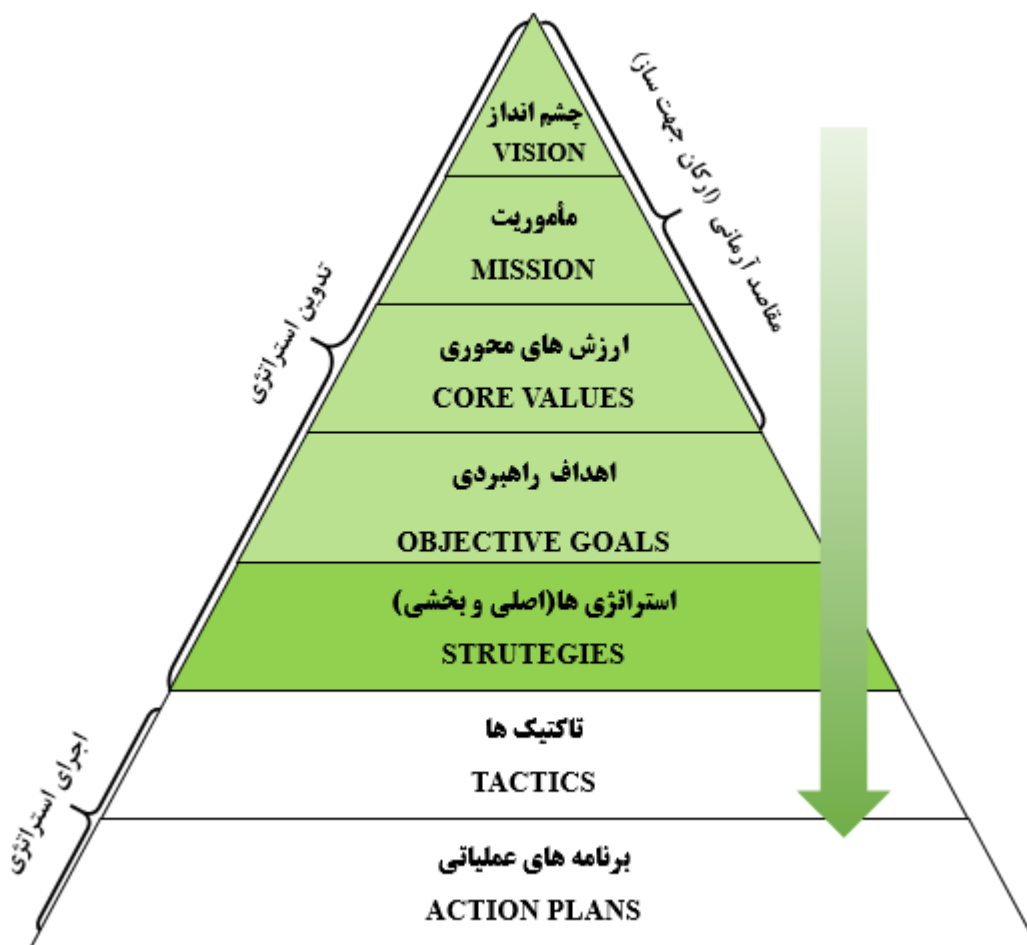 چشم انداز
VISION
مأموریت
MISSION
ارزش های محوری
CORE VALUES
اهداف راهبردی
OBJECTIVE GOALS
استراتژی ها(اصلی و بخشی)
STRUTEGIES
تاکتیک ها
TACTICS
برنامه های عملیاتی
ACTION PLANS
مقاصد آرمانی (ارکان جهت ساز)
تدوین استراتژی
اجرای استراتژی